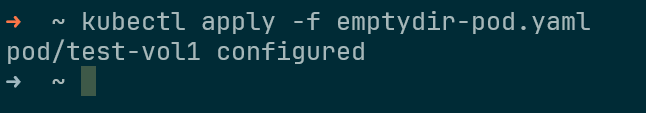 ➜  ~ kubectl apply -f emptydir-pod.yaml
pod/test-vol1 configured
➜  ~